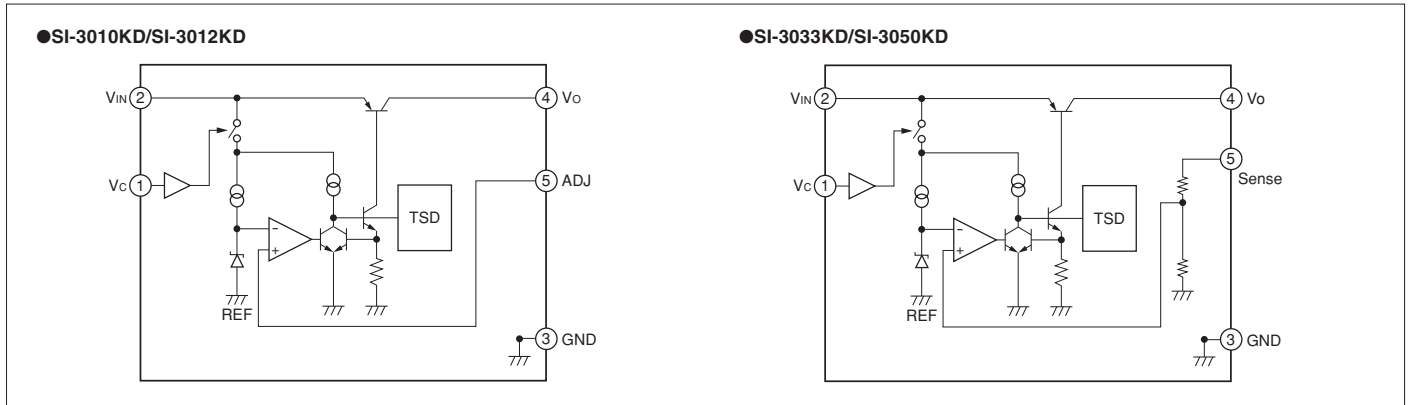 ●SI-3010KD/SI-3012KD
VIN 2
4 VO
VC 1
5 ADJ
TSD
−
+
REF
3 GND
●SI-3033KD/SI-3050KD
VIN 2
4 Vo
VC 1
5
Sense
TSD
−
+
REF
3 GND